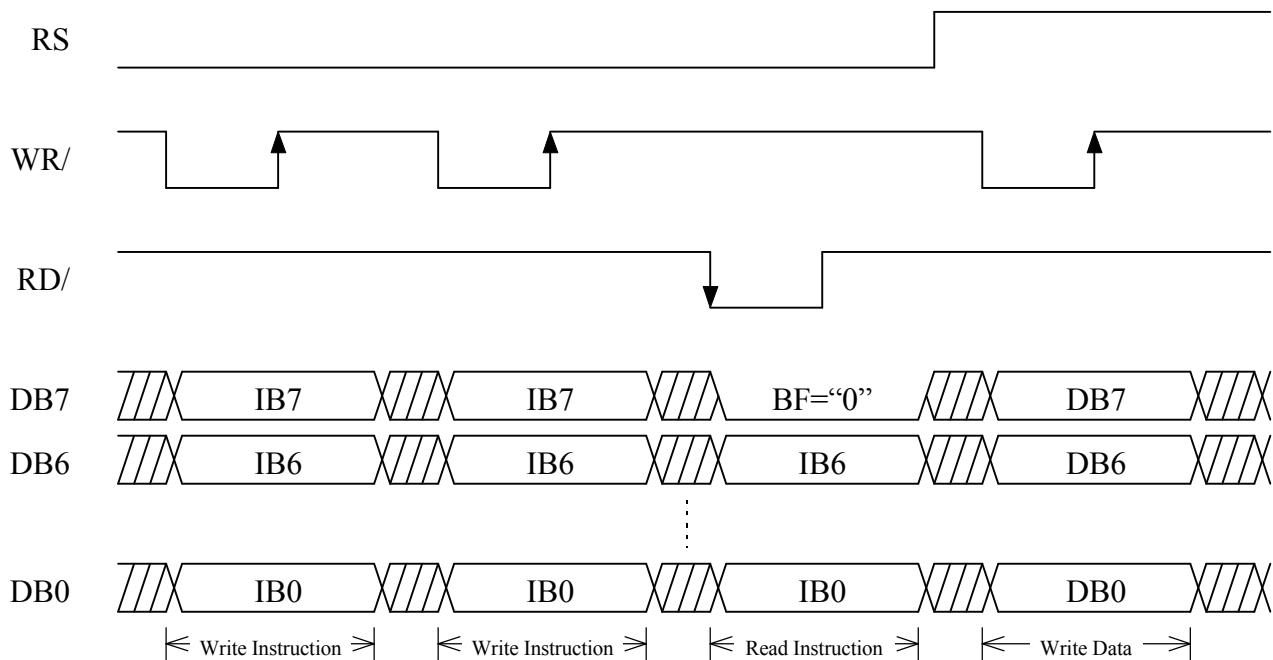 RS
WR/
RD/
DB7 IB7 IB7 BF=“0” DB7
DB6 IB6 IB6 IB6 DB6
DB0 IB0 IB0 IB0 DB0
Write Instruction Write Instruction Read Instruction Write Data